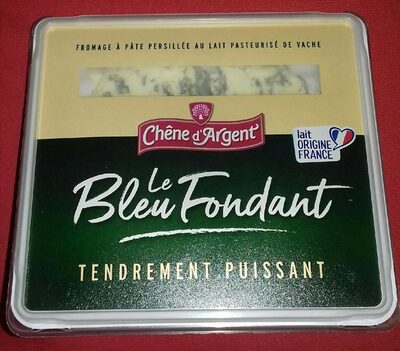 FROMAGE À PÂTE PERSILLÉE AU LAIT PASTEURISÉ DE VACHE
Chêne d'Argent
lait
ORIGINE
FRANCE
Le
Bleu Fondant
TENDREMENT PUISSANT